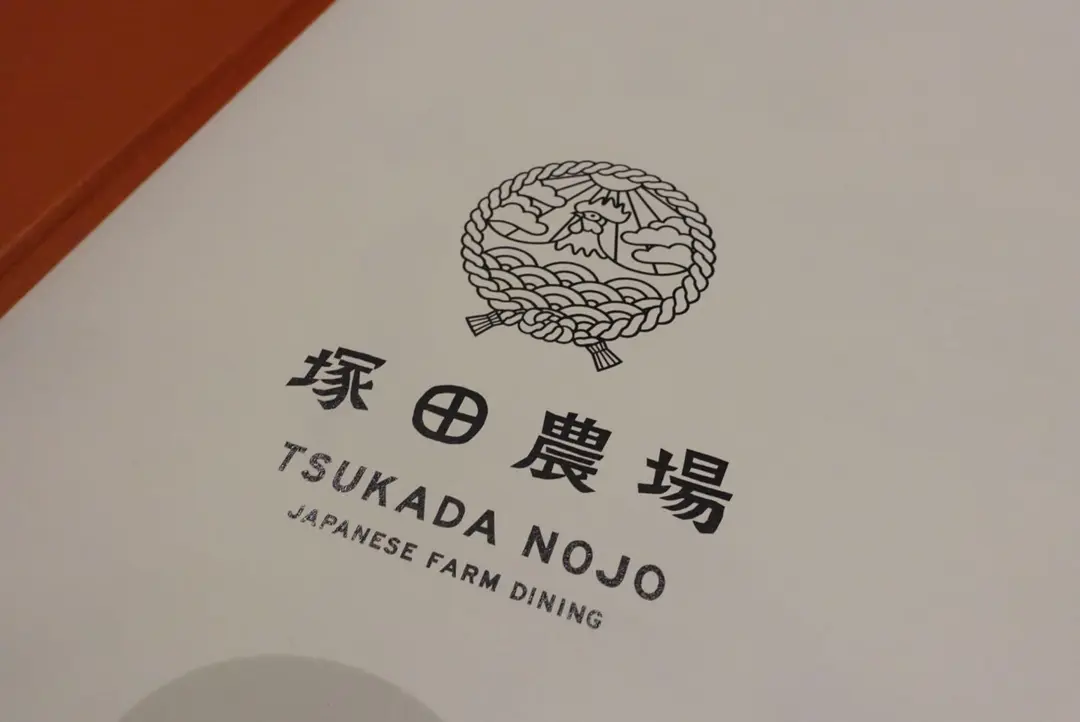 塚田農場
TSUKADA NOJO
JAPANESE FARM DINING